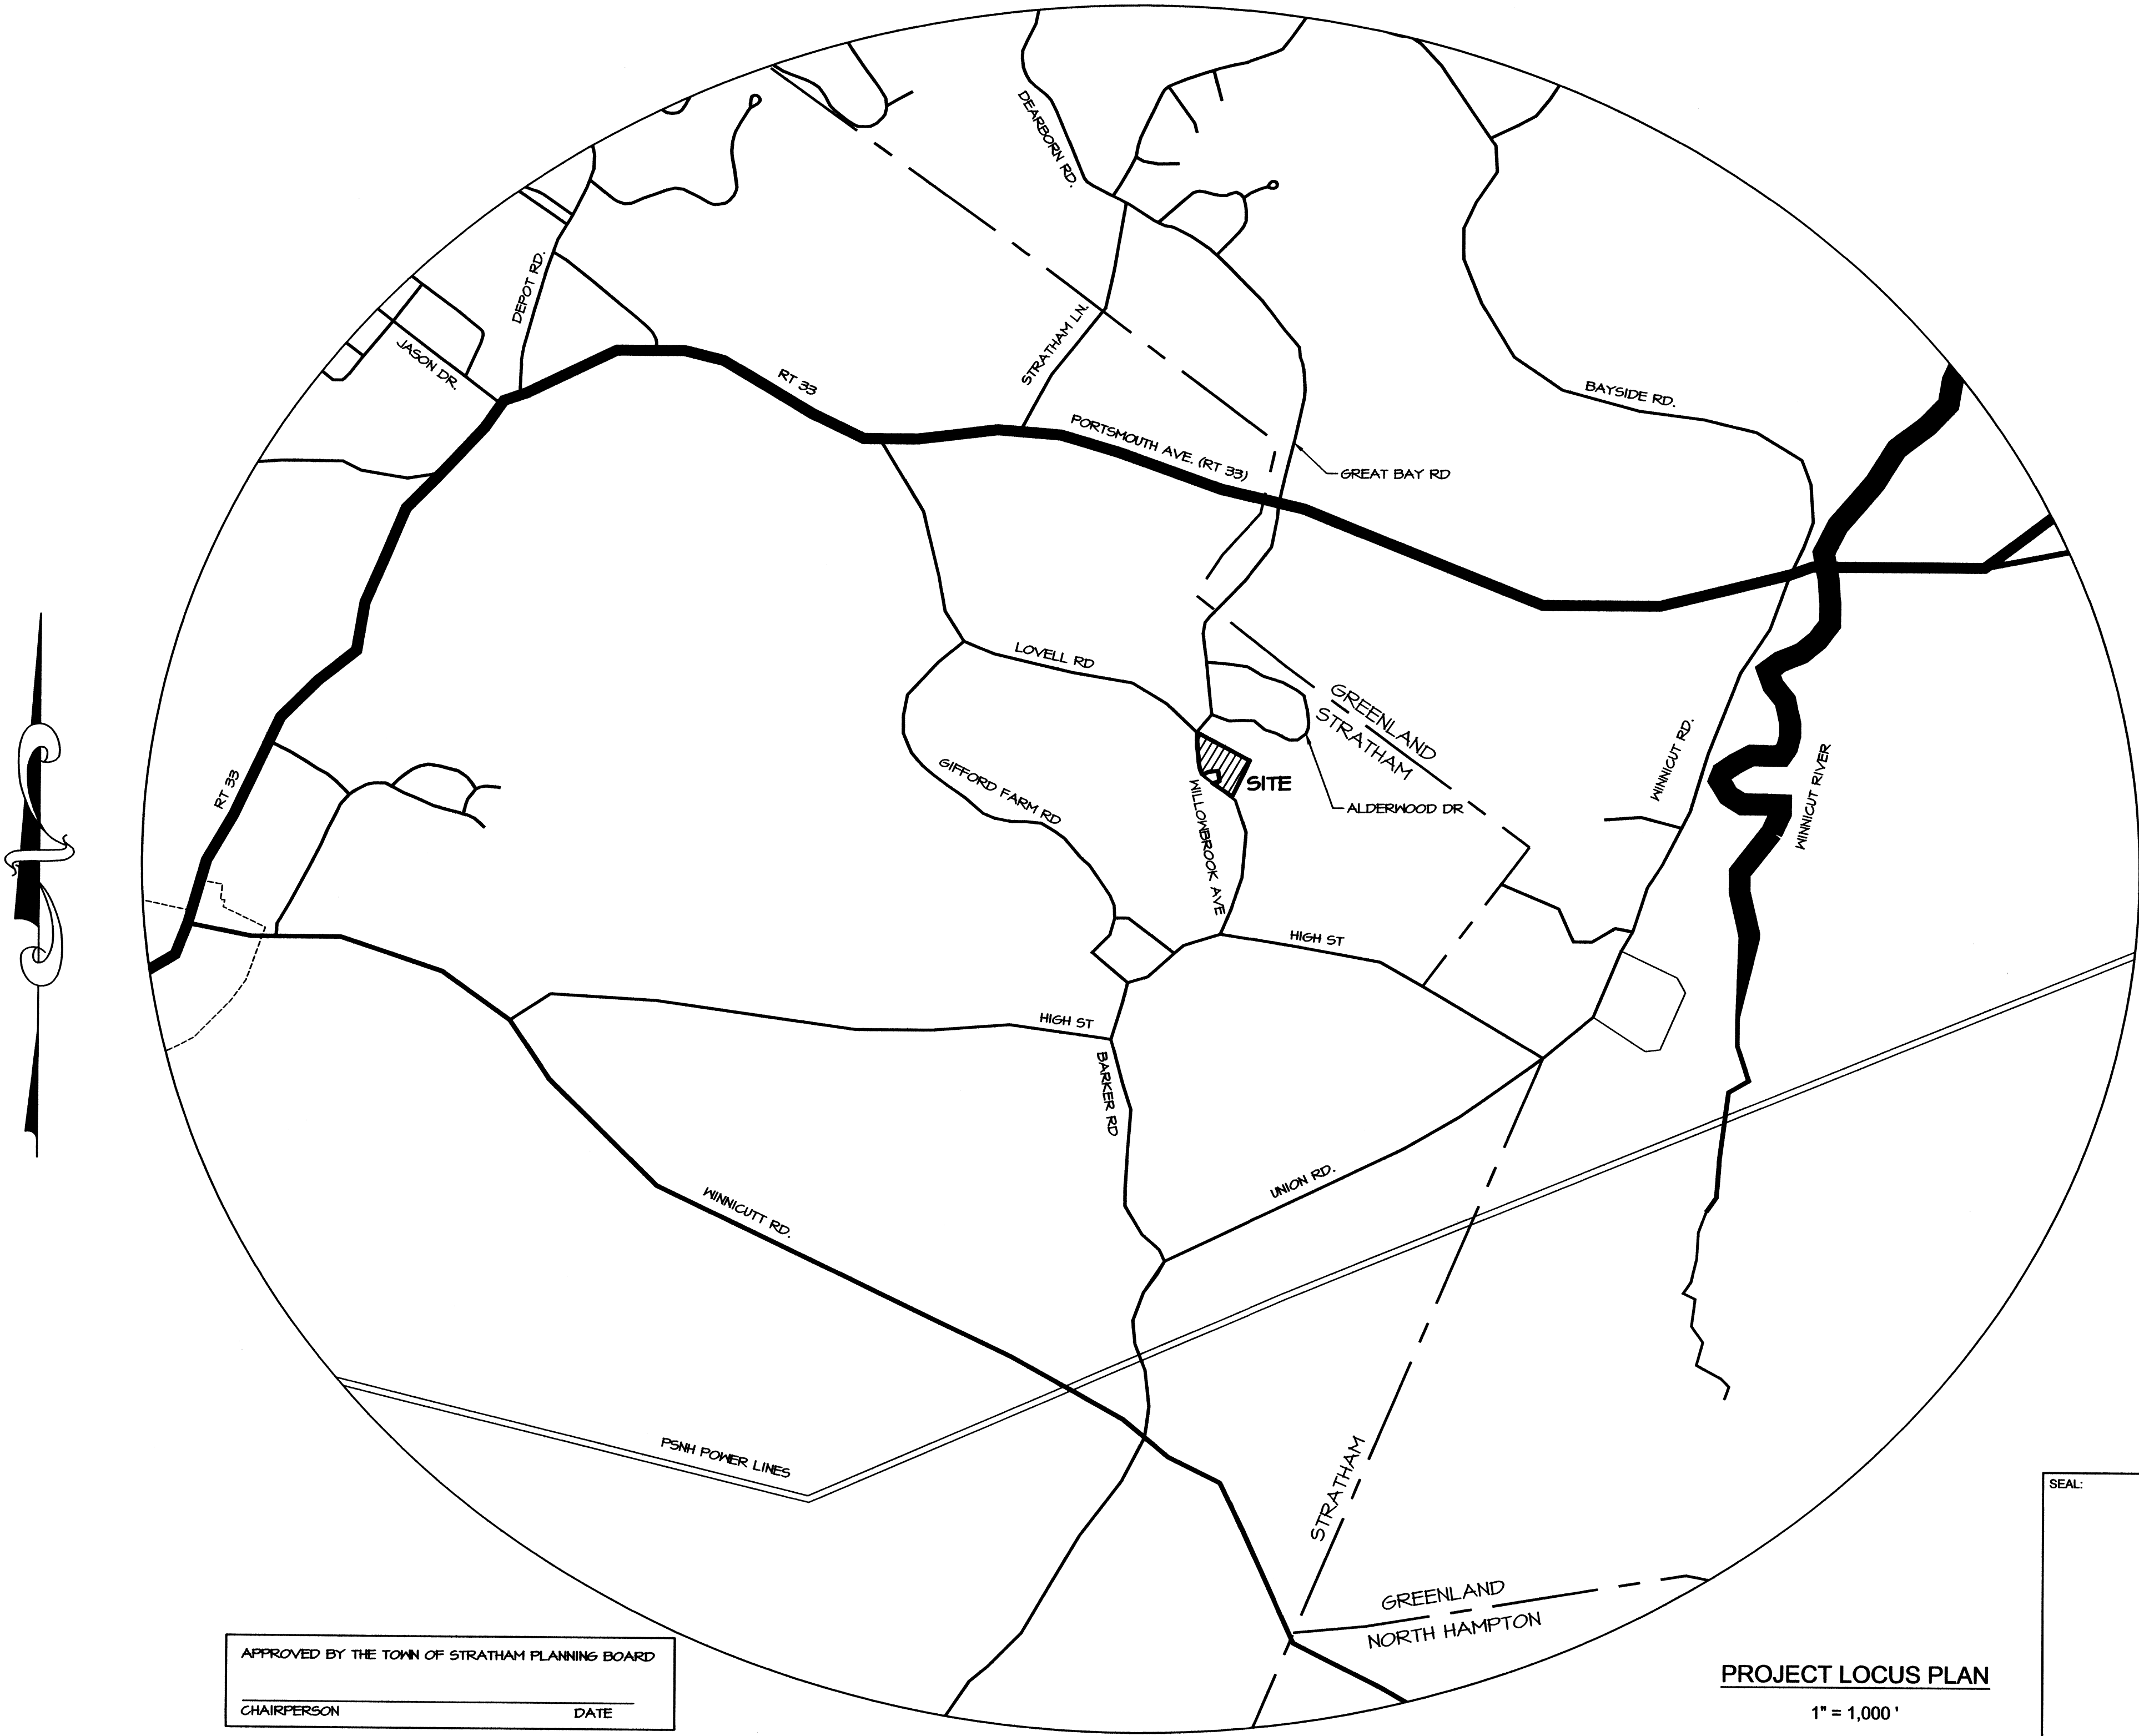 DEARBORN RD.
DEPOT RD.
JASON DR.
STRATHAM LN.
RT 33
PORTSMOUTH AVE. (RT 33)
GREAT BAY RD
BAYSIDE RD.
LOVELL RD
GREENLAND
STRATHAM
GIFFORD FARM RD
SITE
WILLOWBROOK AVE
ALDERWOOD DR
WINNICUT RD.
WINNICUT RIVER
RT 33
HIGH ST
HIGH ST
BARKER RD
UNION RD.
WINNICUTT RD.
PSNH POWER LINES
STRATHAM
GREENLAND
NORTH HAMPTON
SEAL:
APPROVED BY THE TOWN OF STRATHAM PLANNING BOARD
CHAIRPERSON DATE
PROJECT LOCUS PLAN
1" = 1,000 '